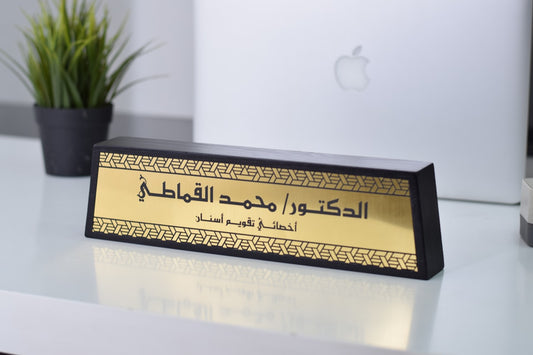 الدكتور/ محمد القماطي
أخصائي تقويم أسنان